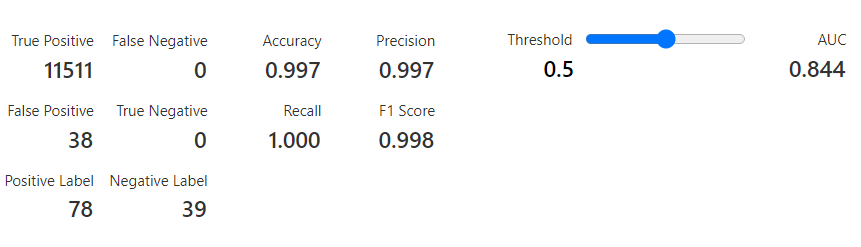 True Positive False Negative Accuracy Precision Threshold AUC
11511 0 0.997 0.997 0.5 0.844
False Positive True Negative Recall F1 Score
38 0 1.000 0.998
Positive Label Negative Label
78 39